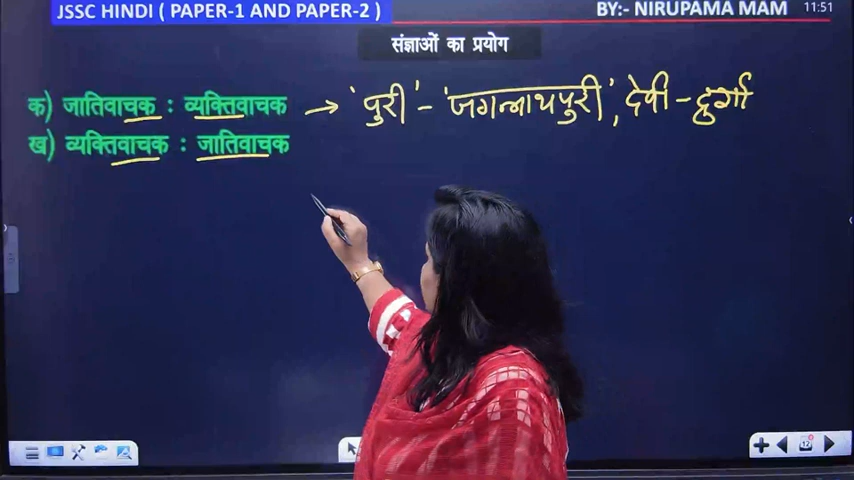 JSSC HINDI ( PAPER-1 AND PAPER-2 )
BY:- NIRUPAMA MAM
11:51
संज्ञाओं का प्रयोग
क) जातिवाचक : व्यक्तिवाचक → 'पुरी' - 'जगन्नाथपुरी', देवी - दुर्गा
ख) व्यक्तिवाचक : जातिवाचक